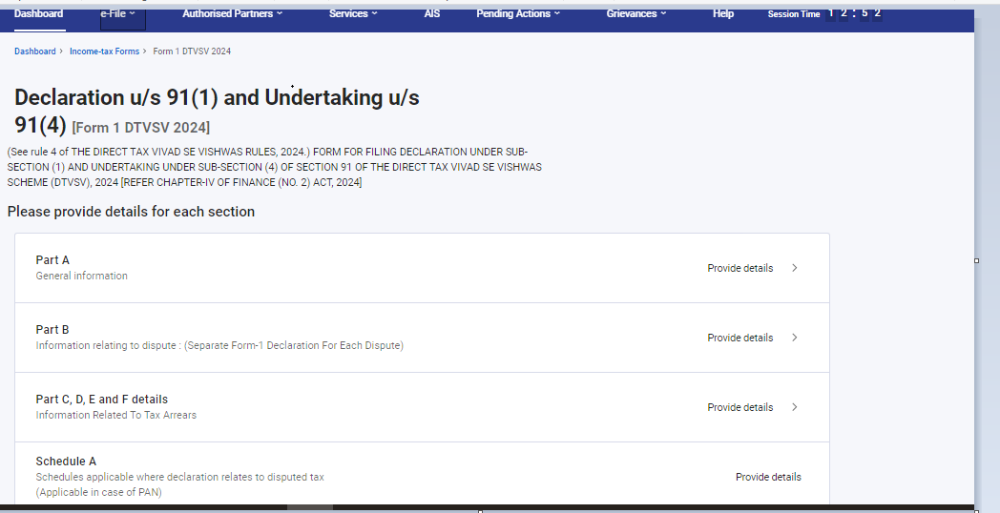 Dashboard e-File Authorised Partners Services AIS Pending Actions Grievances Help Session Time 1 2 : 5 2
Dashboard > Income-tax Forms > Form 1 DTVSV 2024
Declaration u/s 91(1) and Undertaking u/s
91(4) [Form 1 DTVSV 2024]
(See rule 4 of THE DIRECT TAX VIVAD SE VISHWAS RULES, 2024.) FORM FOR FILING DECLARATION UNDER SUB-
SECTION (1) AND UNDERTAKING UNDER SUB-SECTION (4) OF SECTION 91 OF THE DIRECT TAX VIVAD SE VISHWAS
SCHEME (DTVSV), 2024 [REFER CHAPTER-IV OF FINANCE (NO. 2) ACT, 2024]
Please provide details for each section
Part A
General information
Provide details >
Part B
Information relating to dispute : (Separate Form-1 Declaration For Each Dispute)
Provide details >
Part C, D, E and F details
Information Related To Tax Arrears
Provide details >
Schedule A
Schedules applicable where declaration relates to disputed tax
(Applicable in case of PAN)
Provide details